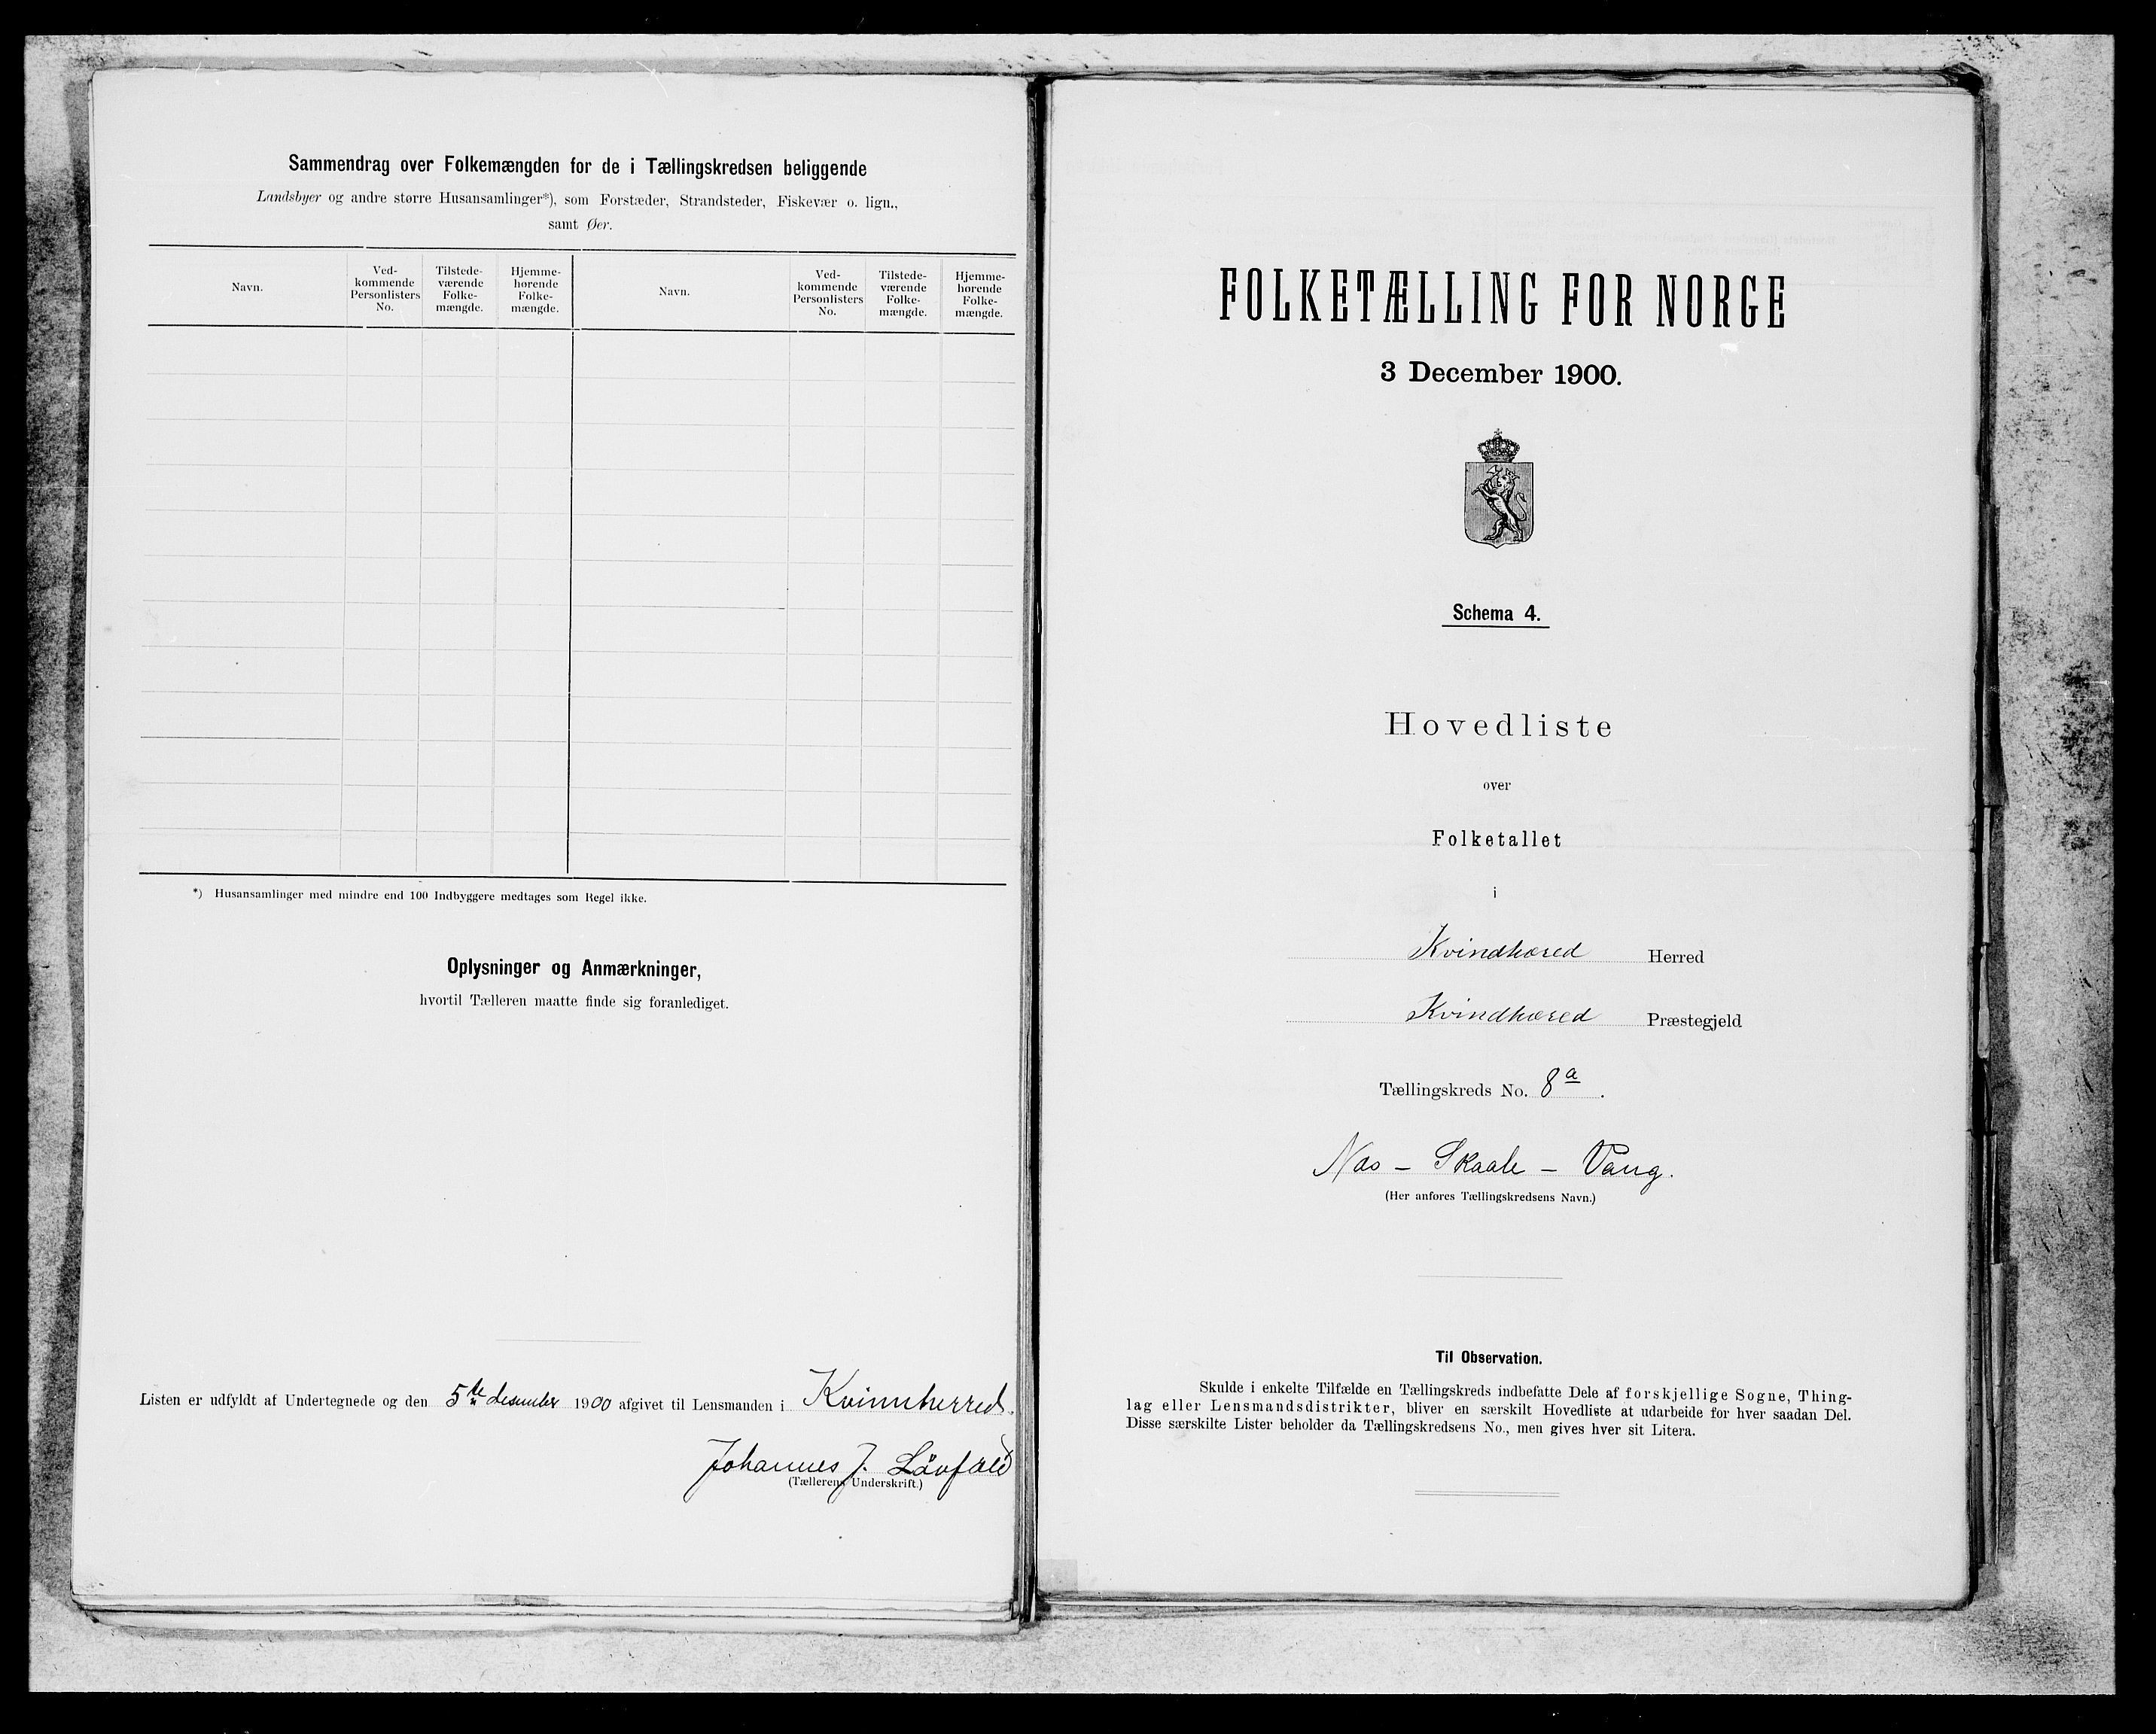 Sammendrag over Folkemængden for de i Tællingskredsen beliggende
Landsbyer og andre større Husansamlinger*), som Forstæder, Strandsteder, Fiskevær o. lign.,
samt Øer.
Navn.
Ved-
kommende
Personlisters
No.
Tilstede-
værende
Folke-
mængde.
Hjemme-
hørende
Folke-
mængde.
Navn.
Ved-
kommende
Personlisters
No.
Tilstede-
værende
Folke-
mængde.
Hjemme-
hørende
Folke-
mængde.
*) Husansamlinger med mindre end 100 Indbyggere medtages som Regel ikke.
Oplysninger og Anmærkninger,
hvortil Tælleren maatte finde sig foranlediget.
Listen er udfyldt af Undertegnede og den 5te desember 1900 afgivet til Lensmanden i Kvinnherred.
Johannes J. Løvfald
(Tællerens Underskrift.)
FOLKETÆLLING FOR NORGE
3 December 1900.
Schema 4.
Hovedliste
over
Folketallet
i
Kvindhered Herred
Kvindhered Præstegjeld
Tællingskreds No. 8a.
Næs – Skaale – Vang.
(Her anføres Tællingskredsens Navn.)
Til Observation.
Skulde i enkelte Tilfælde en Tællingskreds indbefatte Dele af forskjellige Sogne, Thing-
lag eller Lensmandsdistrikter, bliver en særskilt Hovedliste at udarbeide for hver saadan Del.
Disse særskilte Lister beholder da Tællingskredsens No., men gives hver sit Litera.